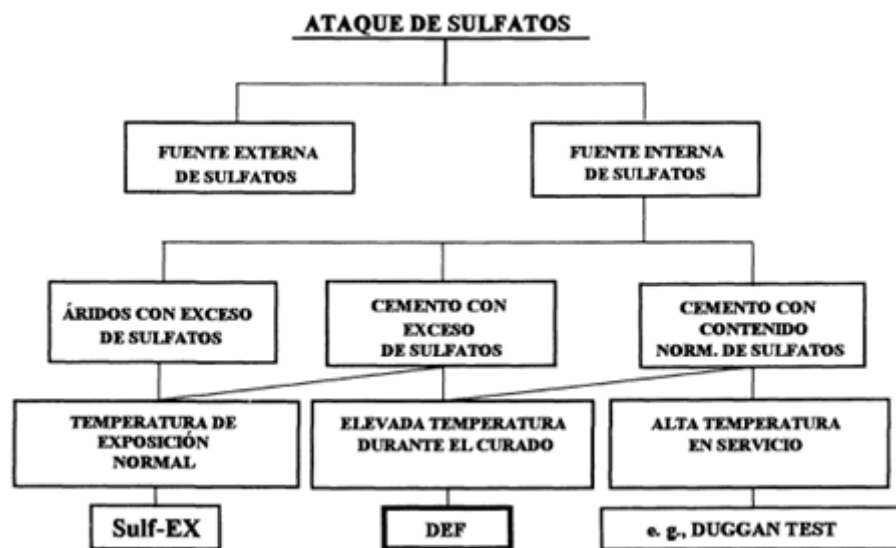 ATAQUE DE SULFATOS
FUENTE EXTERNA
DE SULFATOS
FUENTE INTERNA
DE SULFATOS
ÁRIDOS CON EXCESO
DE SULFATOS
CEMENTO CON
EXCESO
DE SULFATOS
CEMENTO CON
CONTENIDO
NORM. DE SULFATOS
TEMPERATURA DE
EXPOSICIÓN
NORMAL
ELEVADA TEMPERATURA
DURANTE EL CURADO
ALTA TEMPERATURA
EN SERVICIO
Sulf-EX
DEF
e. g., DUGGAN TEST